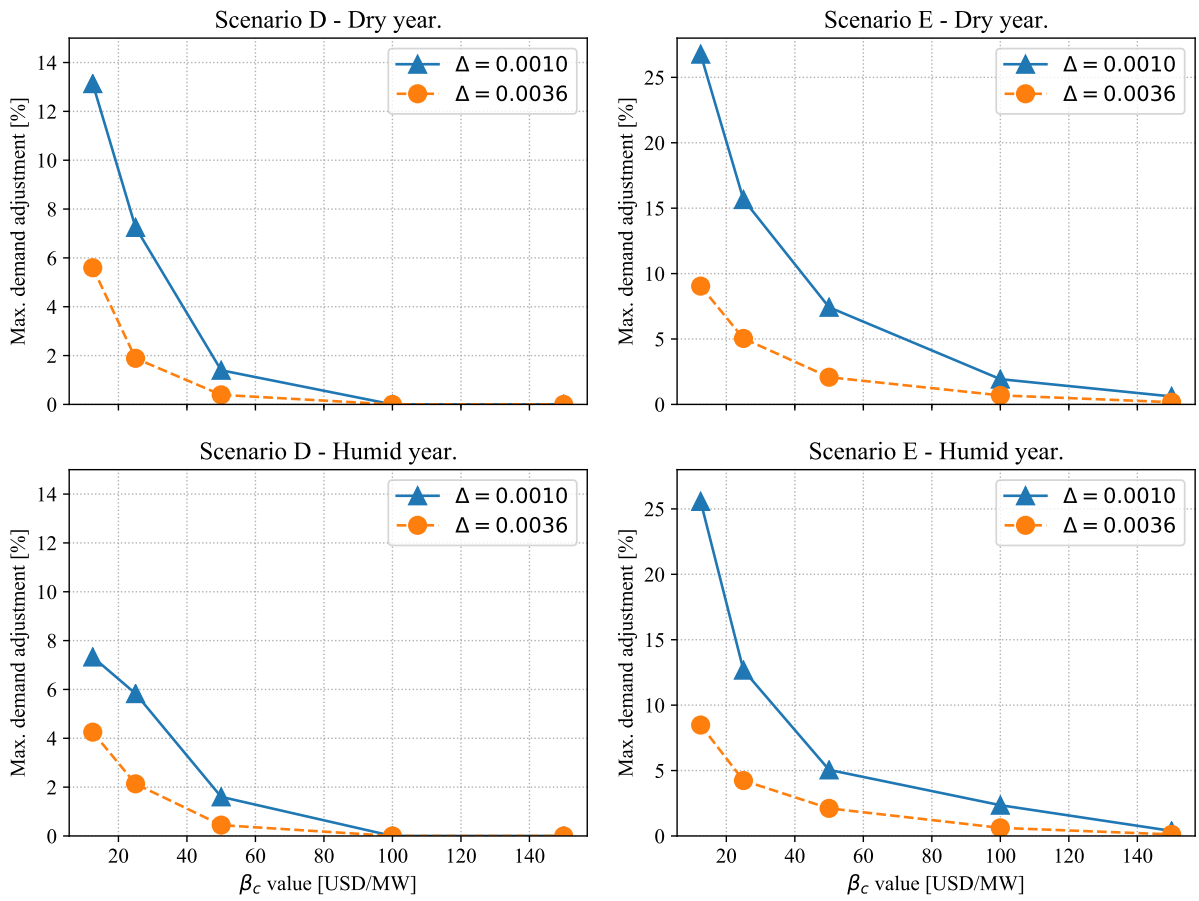 Scenario D - Dry year.
Max. demand adjustment [%]
14
12
10
8
6
4
2
0
Δ = 0.0010
Δ = 0.0036
Scenario E - Dry year.
Max. demand adjustment [%]
25
20
15
10
5
0
Δ = 0.0010
Δ = 0.0036
Scenario D - Humid year.
Max. demand adjustment [%]
14
12
10
8
6
4
2
0
Δ = 0.0010
Δ = 0.0036
20 40 60 80 100 120 140
β_c value [USD/MW]
Scenario E - Humid year.
Max. demand adjustment [%]
25
20
15
10
5
0
Δ = 0.0010
Δ = 0.0036
20 40 60 80 100 120 140
β_c value [USD/MW]